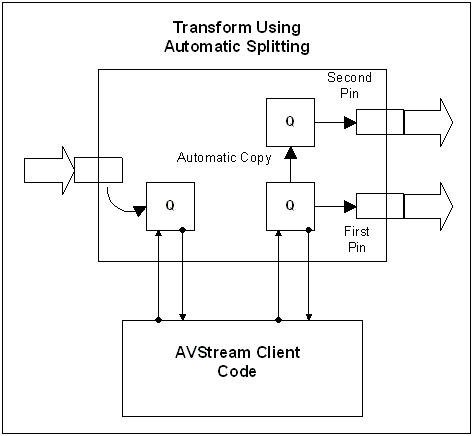 Transform Using
Automatic Splitting
Second
Pin
Q
Automatic Copy
Q
Q
First
Pin
AVStream Client
Code